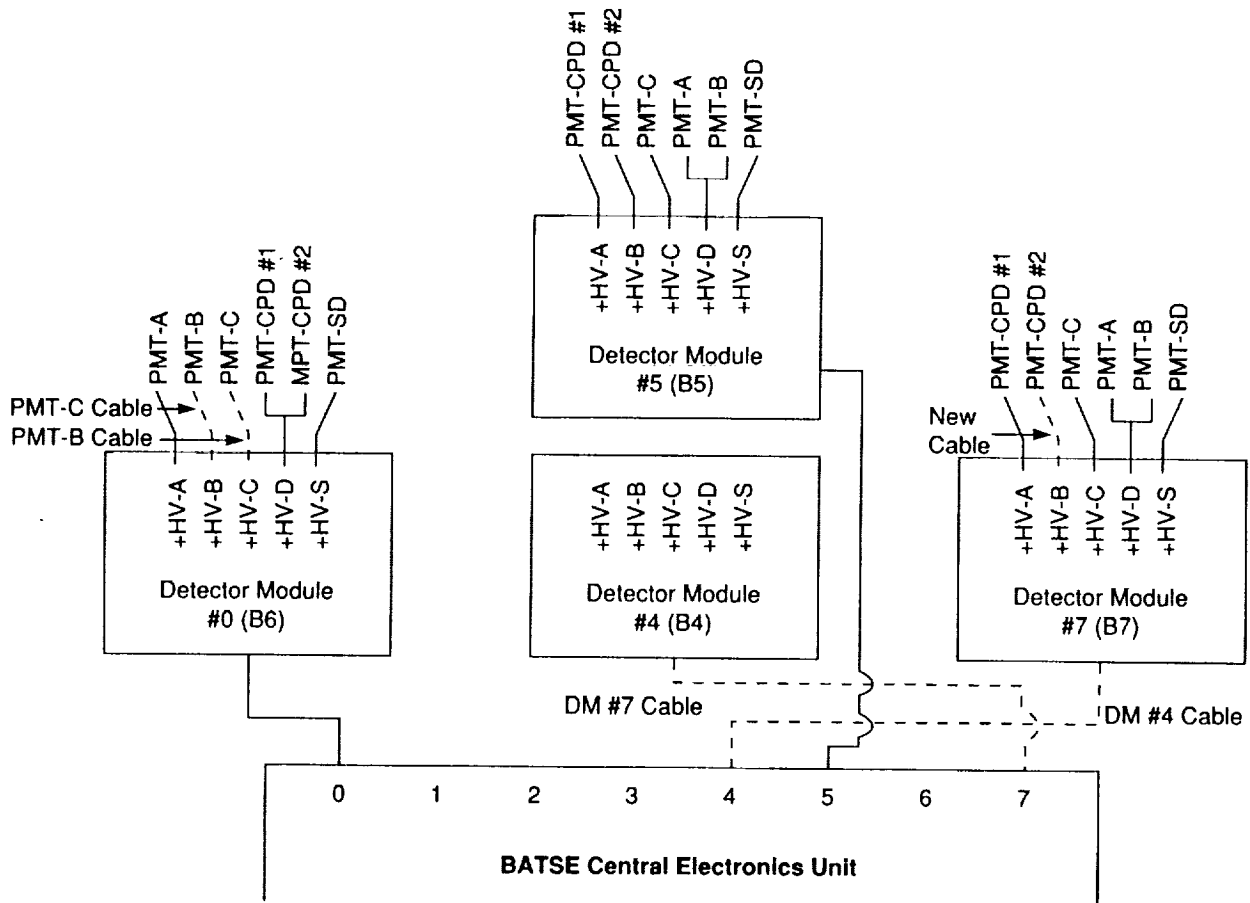 PMT-CPD #1
PMT-CPD #2
PMT-C
PMT-A
PMT-B
PMT-SD
+HV-A
+HV-B
+HV-C
+HV-D
+HV-S
Detector Module
#5 (B5)
PMT-A
PMT-B
PMT-C
PMT-CPD #1
MPT-CPD #2
PMT-SD
PMT-C Cable
PMT-B Cable
+HV-A
+HV-B
+HV-C
+HV-D
+HV-S
Detector Module
#0 (B6)
+HV-A
+HV-B
+HV-C
+HV-D
+HV-S
Detector Module
#4 (B4)
PMT-CPD #1
PMT-CPD #2
PMT-C
PMT-A
PMT-B
PMT-SD
New
Cable
+HV-A
+HV-B
+HV-C
+HV-D
+HV-S
Detector Module
#7 (B7)
DM #7 Cable
DM #4 Cable
0 1 2 3 4 5 6 7
BATSE Central Electronics Unit